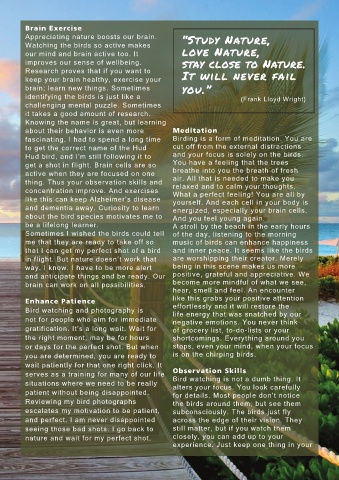 Brain Exercise
Appreciating nature boosts our brain.
Watching the birds so active makes
our mind and brain active too. It
improves our sense of wellbeing.
Research proves that if you want to
keep your brain healthy, exercise your
brain; learn new things. Sometimes
identifying the birds is just like a
challenging mental puzzle. Sometimes
it takes a good amount of research.
Knowing the name is great, but learning
about their behavior is even more
fascinating. I had to spend a long time
to get the correct name of the Hud
Hud bird, and I'm still following it to
get a shot in flight. Brain cells are so
active when they are focused on one
thing. Thus your observation skills and
concentration improve. And exercises
like this can keep Alzheimer's disease
and dementia away. Curiosity to learn
about the bird species motivates me to
be a lifelong learner.
Sometimes I wished the birds could tell
me that they are ready to take off so
that I can get my perfect shot of a bird
in flight. But nature doesn't work that
way, I know. I have to be more alert
and anticipate things and be ready. Our
brain can work on all possibilities.
Enhance Patience
Bird watching and photography is
not for people who aim for immediate
gratification. It's a long wait. Wait for
the right moment, may be for hours
or days for the perfect shot. But when
you are determined, you are ready to
wait patiently for that one right click. It
serves as a training for many of our life
situations where we need to be really
patient without being disappointed.
Reviewing my bird photographs
escalates my motivation to be patient,
and perfect. I am never disappointed
seeing those bad shots. I go back to
nature and wait for my perfect shot.
"Study Nature,
love Nature,
stay close to Nature.
It will never fail
you."
(Frank Lloyd Wright)
Meditation
Birding is a form of meditation. You are
cut off from the external distractions
and your focus is solely on the birds.
You have a feeling that the trees
breathe into you the breath of fresh
air. All that is needed to make you
relaxed and to calm your thoughts.
What a perfect feeling! You are all by
yourself. And each cell in your body is
energized, especially your brain cells.
And you feel young again.
A stroll by the beach in the early hours
of the day, listening to the morning
music of birds can enhance happiness
and inner peace. It seems like the birds
are worshipping their creator. Merely
being in this scene makes us more
positive, grateful and appreciative. We
become more mindful of what we see,
hear, smell and feel. An encounter
like this grabs your positive attention
effortlessly and it will restore the
life energy that was snatched by our
negative emotions. You never think
of grocery list, to-do-lists or your
shortcomings. Everything around you
stops, even your mind, when your focus
is on the chirping birds.
Observation Skills
Bird watching is not a dumb thing. It
alters your focus. You look carefully
for details. Most people don't notice
the birds around them, but see them
subconsciously. The birds just fly
across the edge of their vision. They
still matter, but if you watch them
closely, you can add up to your
experience. Just keep one thing in your